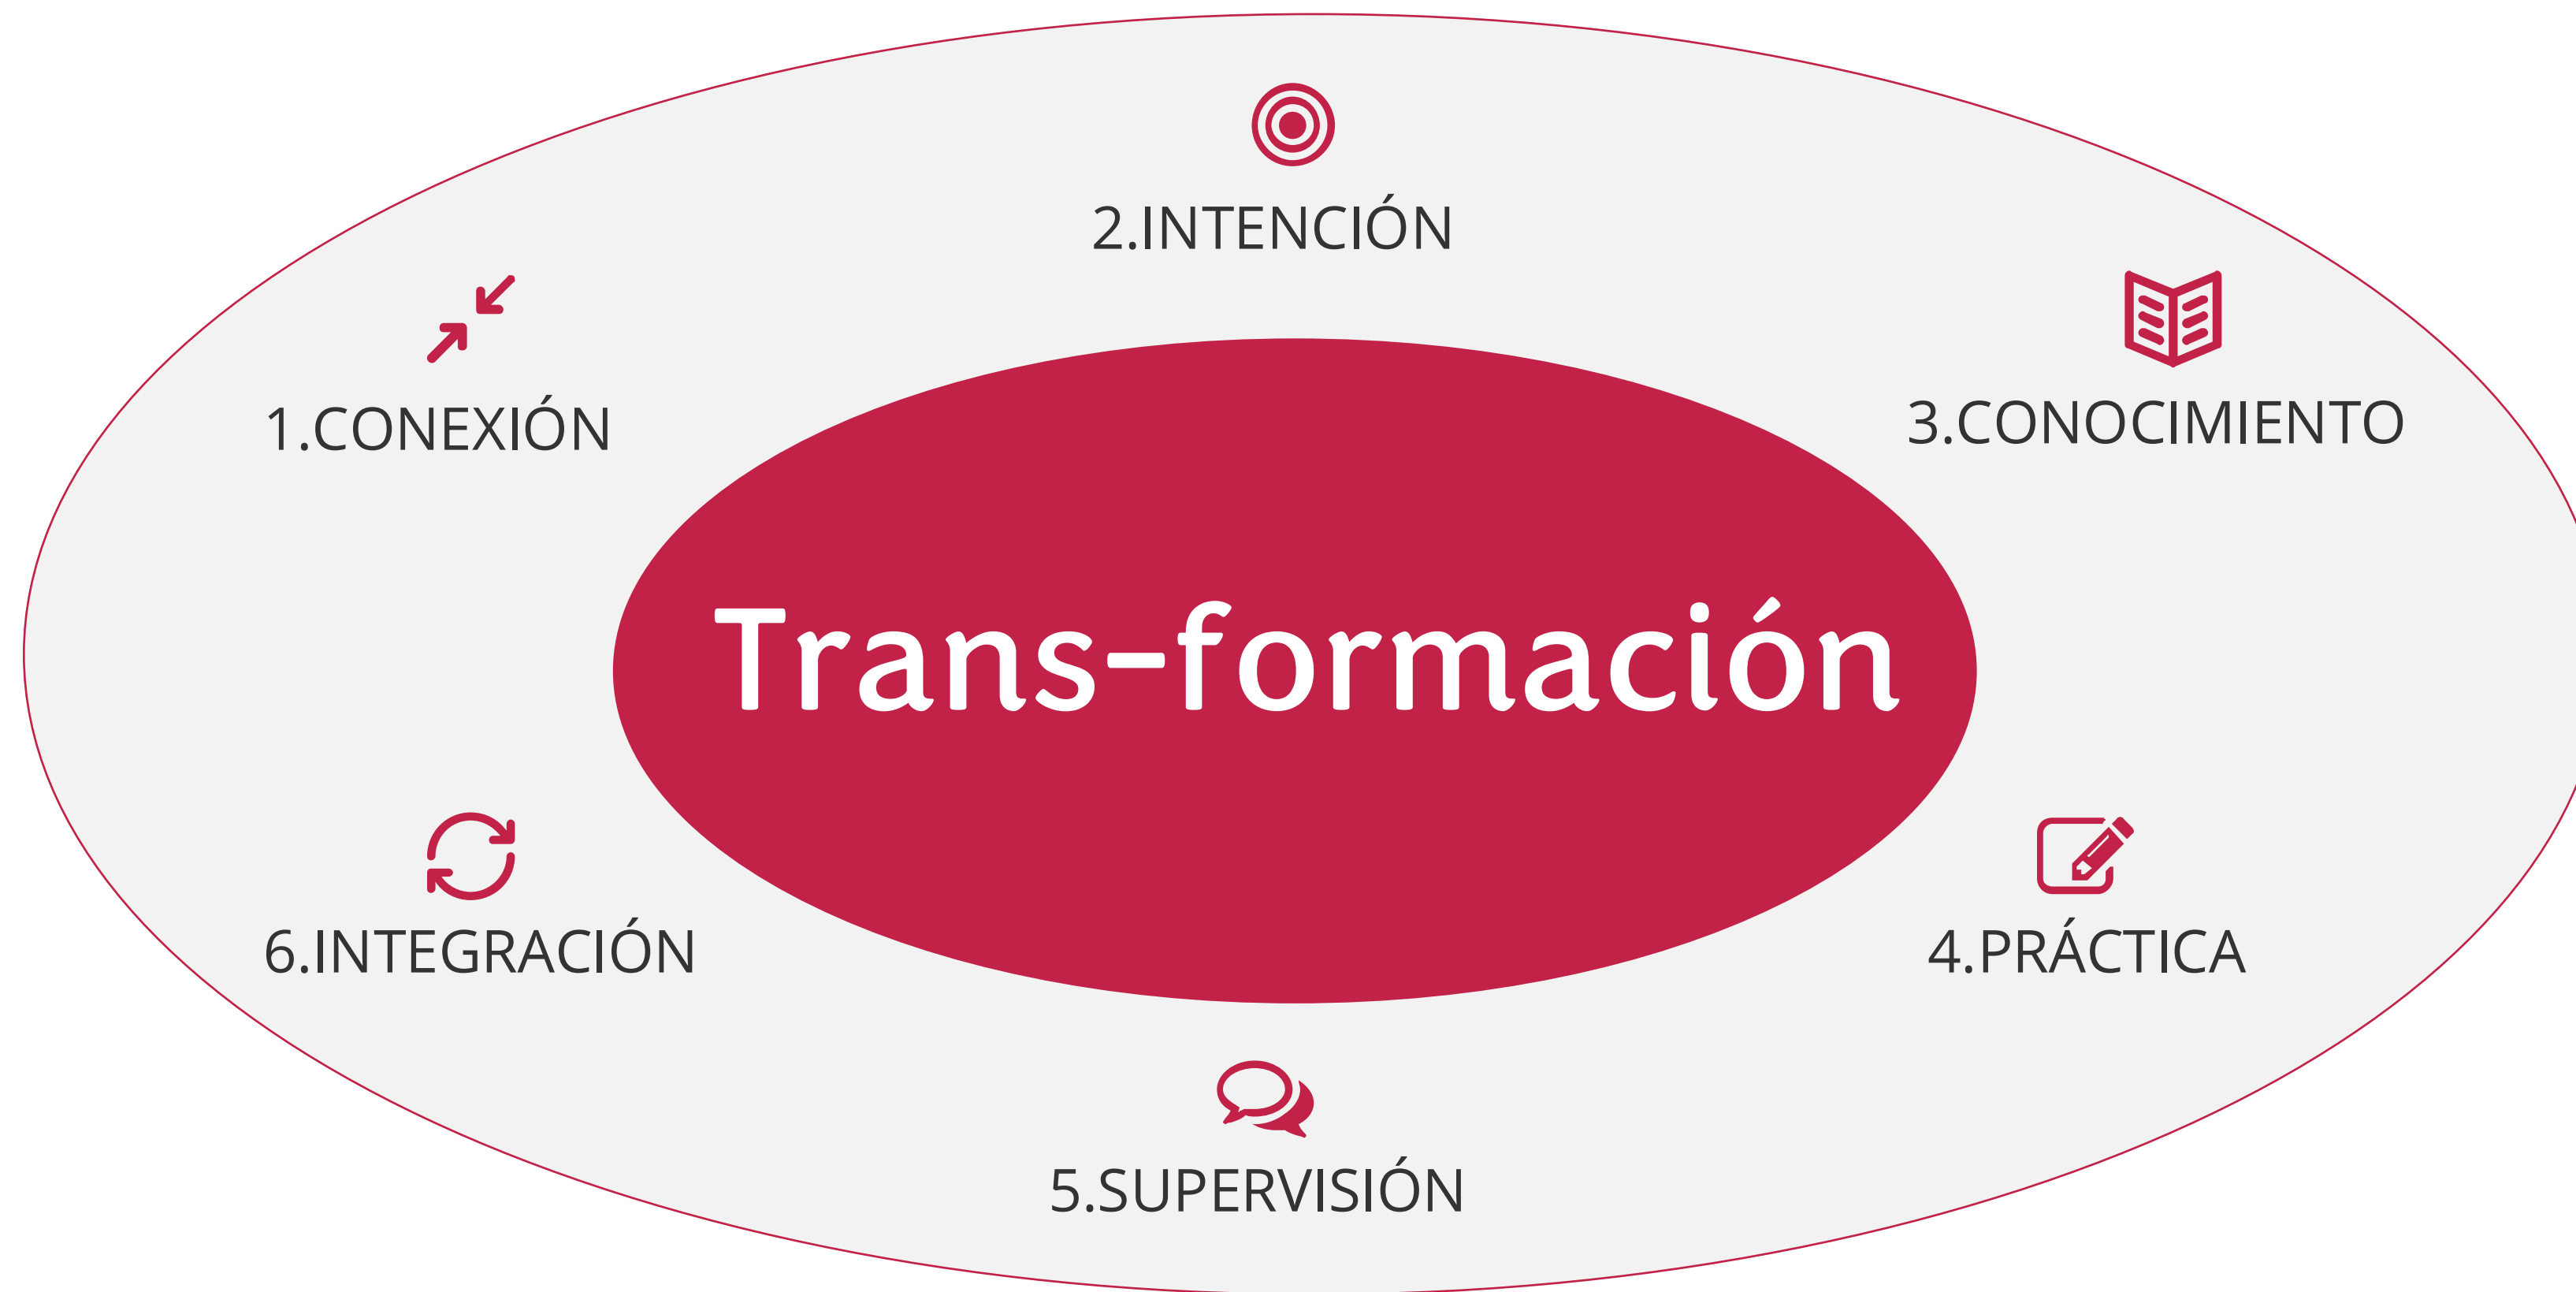 2.INTENCIÓN
1.CONEXIÓN
3.CONOCIMIENTO
Trans-formación
6.INTEGRACIÓN
4.PRÁCTICA
5.SUPERVISIÓN